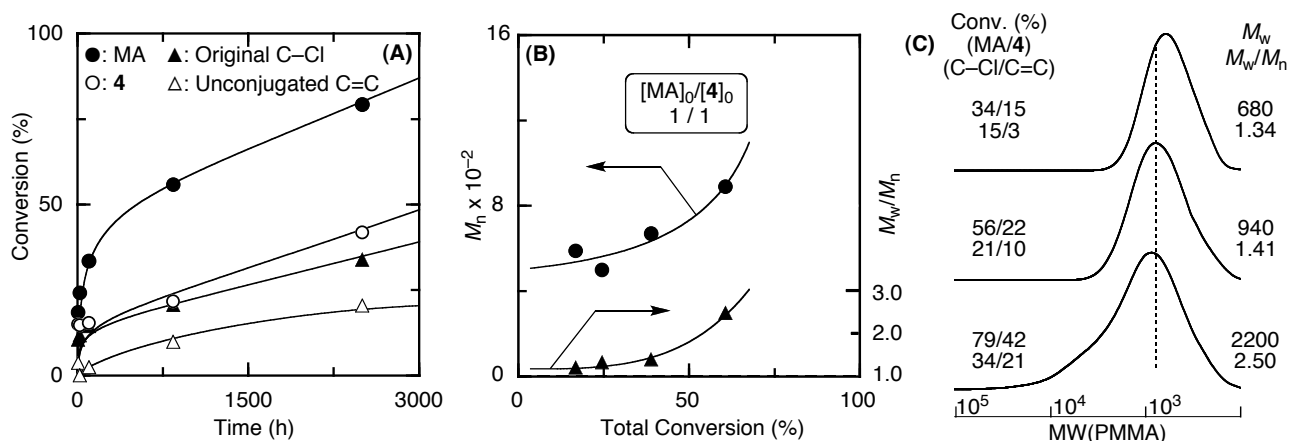 100
50
0
Conversion (%)
(A)
●: MA
▲: Original C–Cl
○: 4
△: Unconjugated C=C
0
1500
3000
Time (h)
16
8
0
Mn x 10–2
(B)
[MA]0/[4]0
1 / 1
3.0
2.0
1.0
Mw/Mn
0
50
100
Total Conversion (%)
(C)
Conv. (%)
(MA/4)
(C–Cl/C=C)
Mw
Mw/Mn
34/15
15/3
680
1.34
56/22
21/10
940
1.41
79/42
34/21
2200
2.50
105
104
103
MW(PMMA)